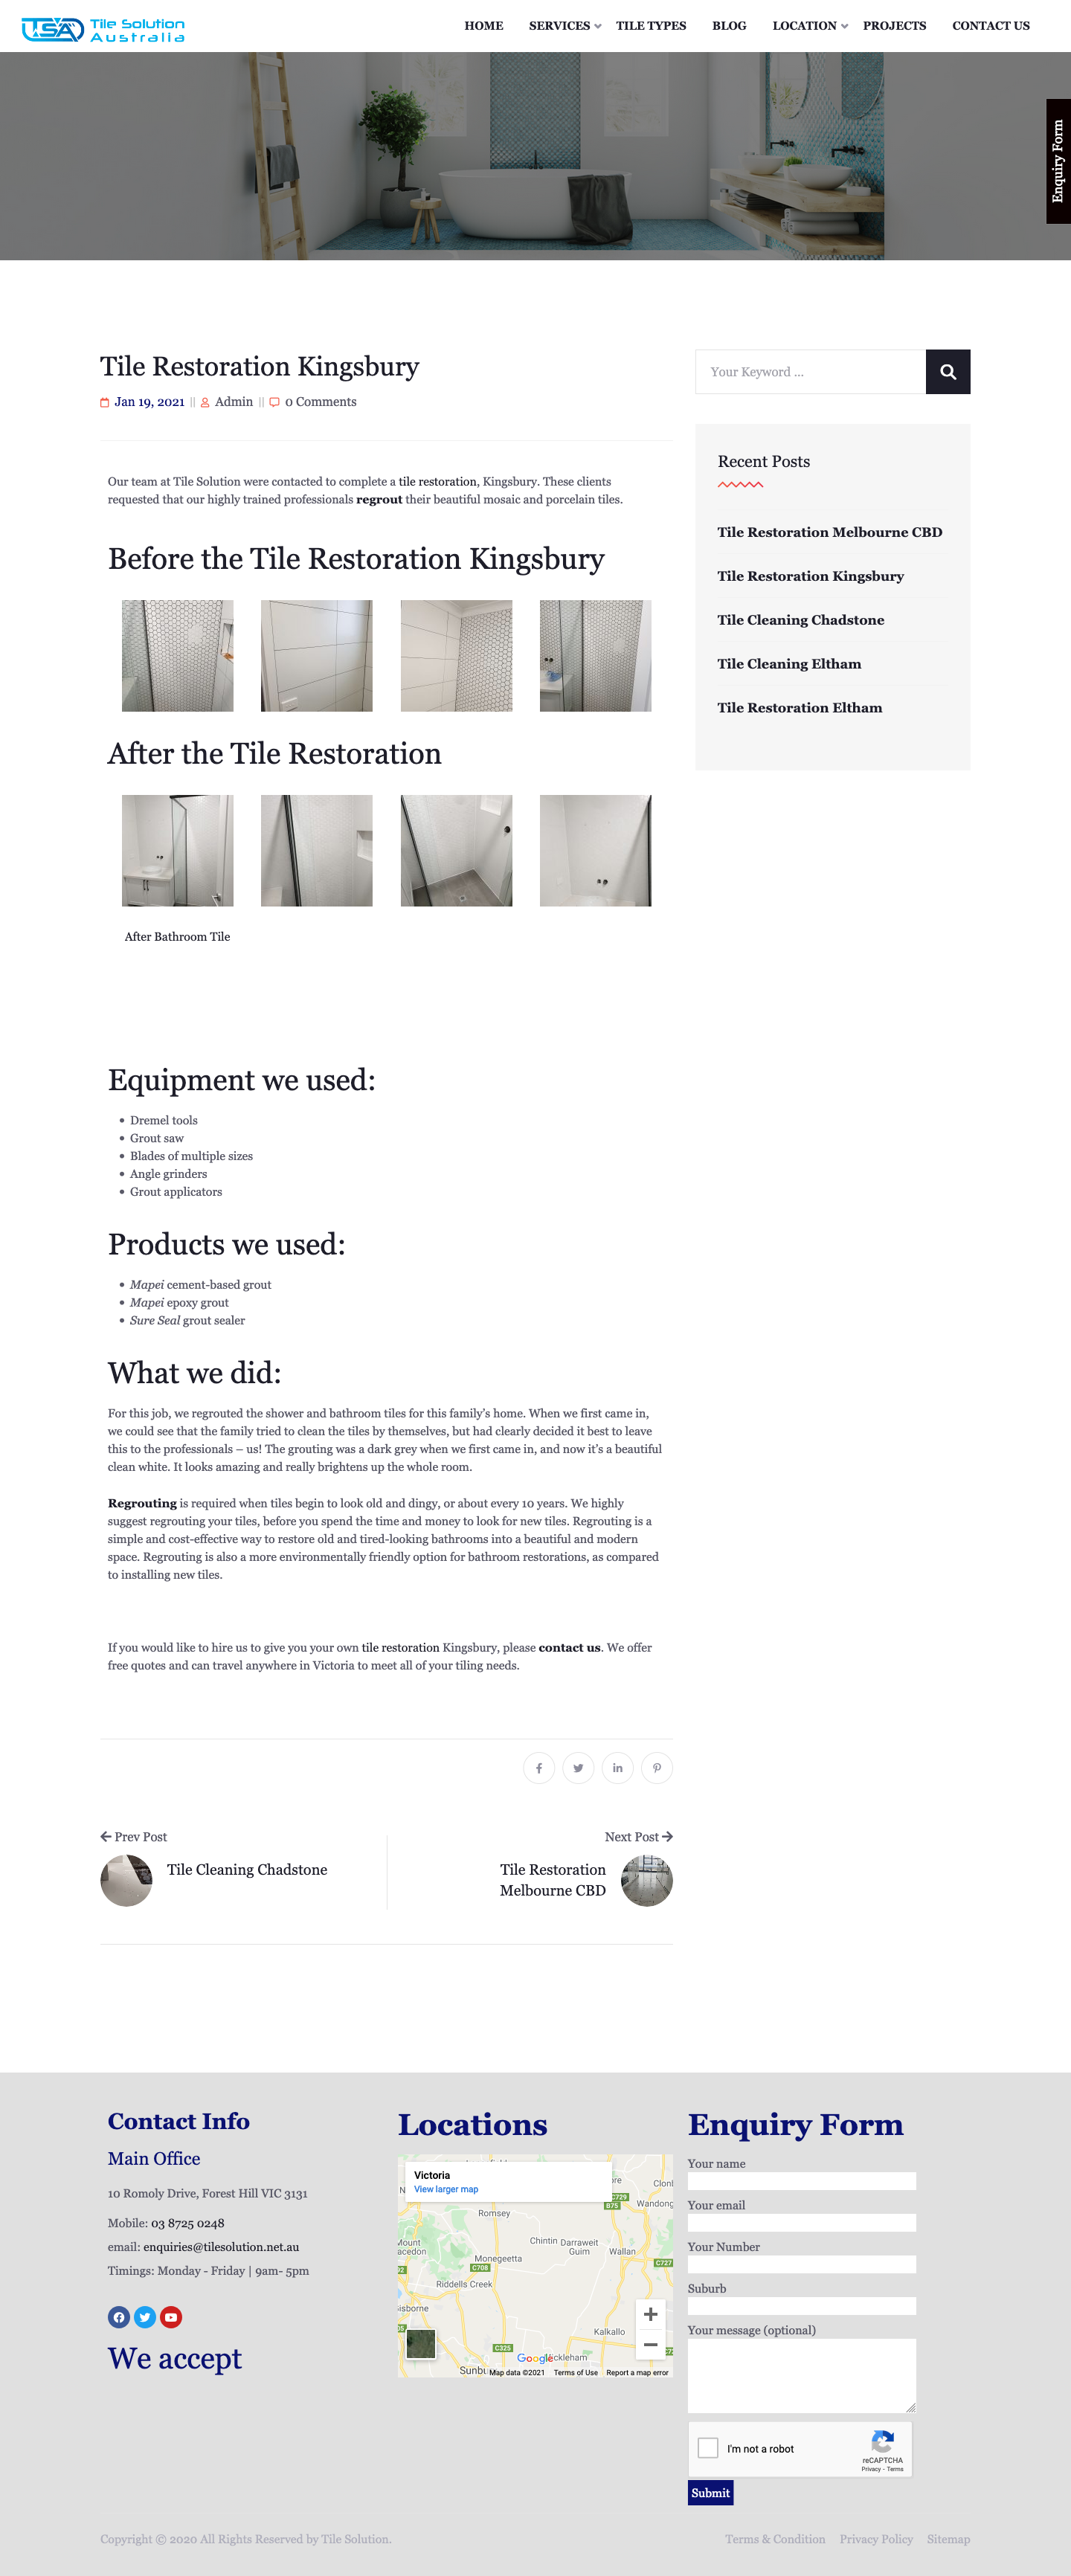 TSA Tile Solution
Australia
HOME SERVICES TILE TYPES BLOG LOCATION PROJECTS CONTACT US
Enquiry Form
Tile Restoration Kingsbury
Jan 19, 2021 || Admin || 0 Comments
Your Keyword ...
Recent Posts
Tile Restoration Melbourne CBD
Tile Restoration Kingsbury
Tile Cleaning Chadstone
Tile Cleaning Eltham
Tile Restoration Eltham
Our team at Tile Solution were contacted to complete a tile restoration, Kingsbury. These clients
requested that our highly trained professionals regrout their beautiful mosaic and porcelain tiles.
Before the Tile Restoration Kingsbury
After the Tile Restoration
After Bathroom Tile
Equipment we used:
• Dremel tools
• Grout saw
• Blades of multiple sizes
• Angle grinders
• Grout applicators
Products we used:
• Mapei cement-based grout
• Mapei epoxy grout
• Sure Seal grout sealer
What we did:
For this job, we regrouted the shower and bathroom tiles for this family's home. When we first came in,
we could see that the family tried to clean the tiles by themselves, but had clearly decided it best to leave
this to the professionals – us! The grouting was a dark grey when we first came in, and now it's a beautiful
clean white. It looks amazing and really brightens up the whole room.
Regrouting is required when tiles begin to look old and dingy, or about every 10 years. We highly
suggest regrouting your tiles, before you spend the time and money to look for new tiles. Regrouting is a
simple and cost-effective way to restore old and tired-looking bathrooms into a beautiful and modern
space. Regrouting is also a more environmentally friendly option for bathroom restorations, as compared
to installing new tiles.
If you would like to hire us to give you your own tile restoration Kingsbury, please contact us. We offer
free quotes and can travel anywhere in Victoria to meet all of your tiling needs.
Prev Post
Tile Cleaning Chadstone
Next Post
Tile Restoration
Melbourne CBD
Contact Info
Main Office
10 Romoly Drive, Forest Hill VIC 3131
Mobile: 03 8725 0248
email: enquiries@tilesolution.net.au
Timings: Monday - Friday | 9am- 5pm
We accept
Locations
Victoria
View larger map
C729
B75
Wandong
Romsey
Chintin
Darraweit
Guim
Wallan
C727
C708
Monegeetta
Riddells Creek
Kalkallo
C325
Google
Map data ©2021 Terms of Use Report a map error
Enquiry Form
Your name
Your email
Your Number
Suburb
Your message (optional)
I'm not a robot
reCAPTCHA
Privacy - Terms
Submit
Copyright © 2020 All Rights Reserved by Tile Solution.
Terms & Condition Privacy Policy Sitemap